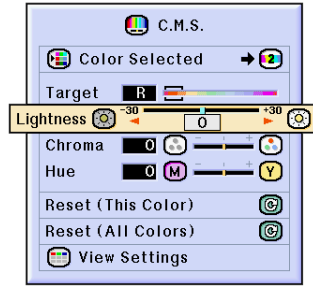 C.M.S.
Color Selected 2
Target R
-30 +30
Lightness 0
Chroma 0
Hue 0 M Y
Reset (This Color)
Reset (All Colors)
View Settings